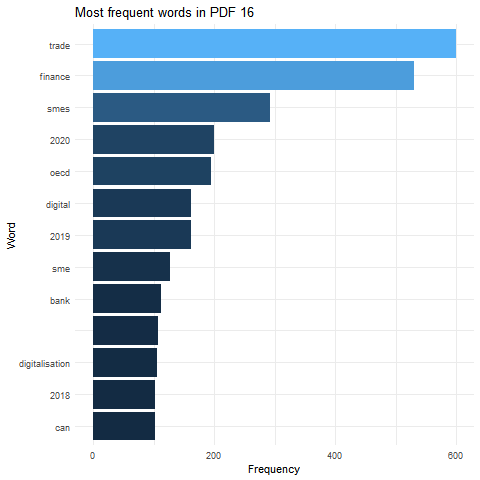 Most frequent words in PDF 16
trade
finance
smes
2020
oecd
digital
2019
sme
bank
digitalisation
2018
can
Word
0 200 400 600
Frequency